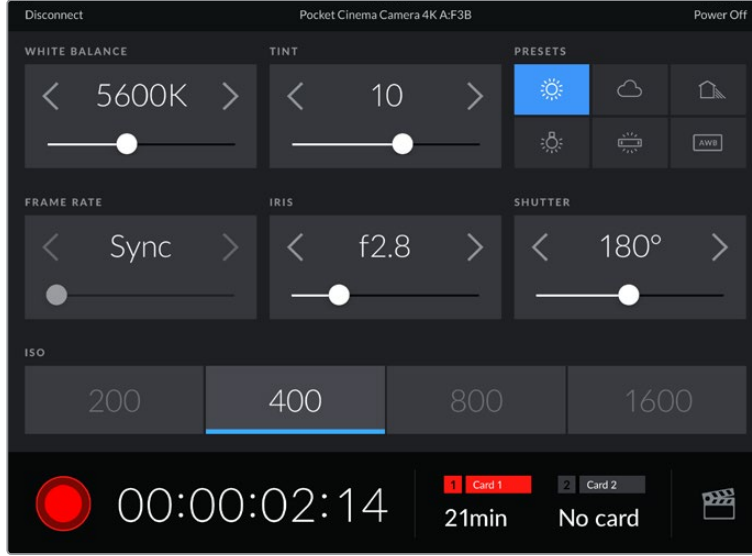 Disconnect Pocket Cinema Camera 4K A:F3B Power Off
WHITE BALANCE TINT PRESETS
5600K 10
AWB
FRAME RATE IRIS SHUTTER
Sync f2.8 180°
ISO
200 400 800 1600
00:00:02:14
1 Card 1 2 Card 2
21min No card